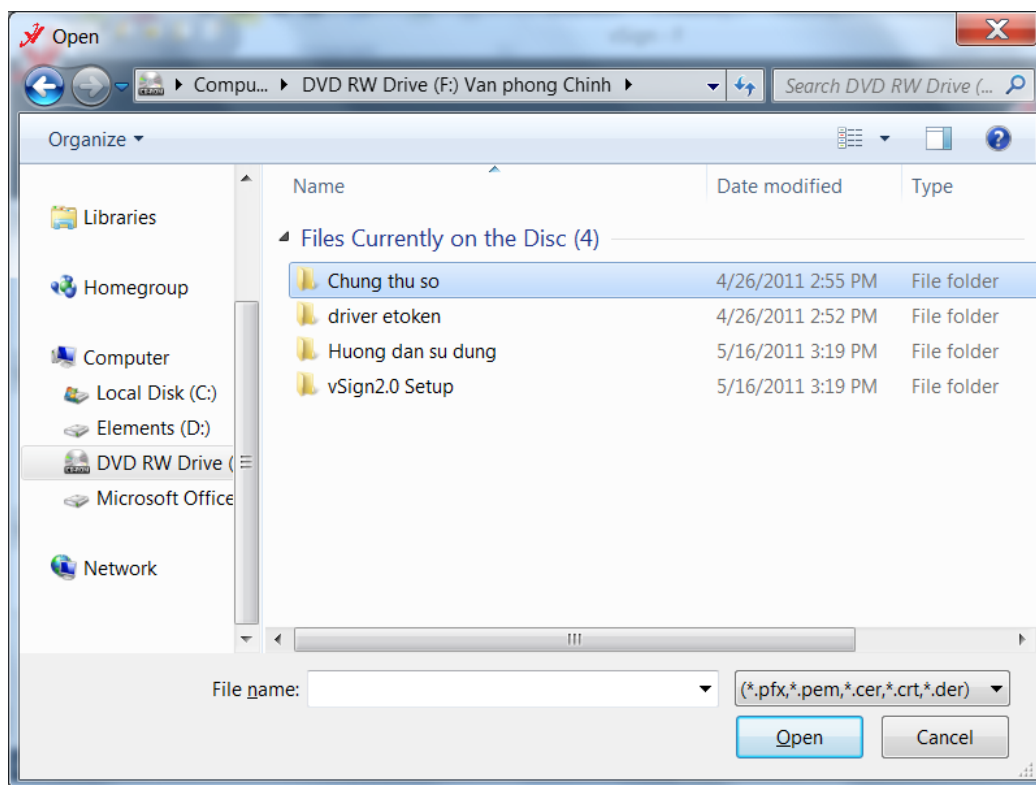 Open
Compu... DVD RW Drive (F:) Van phong Chinh Search DVD RW Drive (...
Organize
Name Date modified Type
Libraries
Files Currently on the Disc (4)
Chung thu so 4/26/2011 2:55 PM File folder
Homegroup
driver etoken 4/26/2011 2:52 PM File folder
Huong dan su dung 5/16/2011 3:19 PM File folder
Computer
vSign2.0 Setup 5/16/2011 3:19 PM File folder
Local Disk (C:)
Elements (D:)
DVD RW Drive (
Microsoft Office
Network
File name: (*.pfx,*.pem,*.cer,*.crt,*.der)
Open Cancel